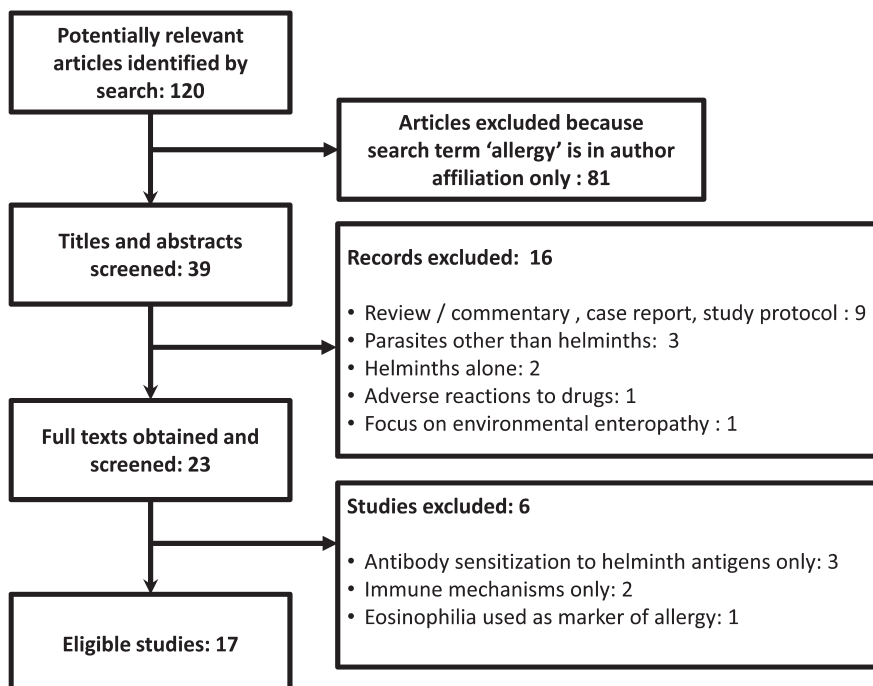 Potentially relevant
articles identified by
search: 120
Articles excluded because
search term ‘allergy’ is in author
affiliation only : 81
Titles and abstracts
screened: 39
Records excluded:  16
• Review / commentary , case report, study protocol : 9
• Parasites other than helminths:  3
• Helminths alone: 2
• Adverse reactions to drugs: 1
• Focus on environmental enteropathy : 1
Full texts obtained and
screened: 23
Studies excluded: 6
• Antibody sensitization to helminth antigens only: 3
• Immune mechanisms only: 2
• Eosinophilia used as marker of allergy: 1
Eligible studies: 17